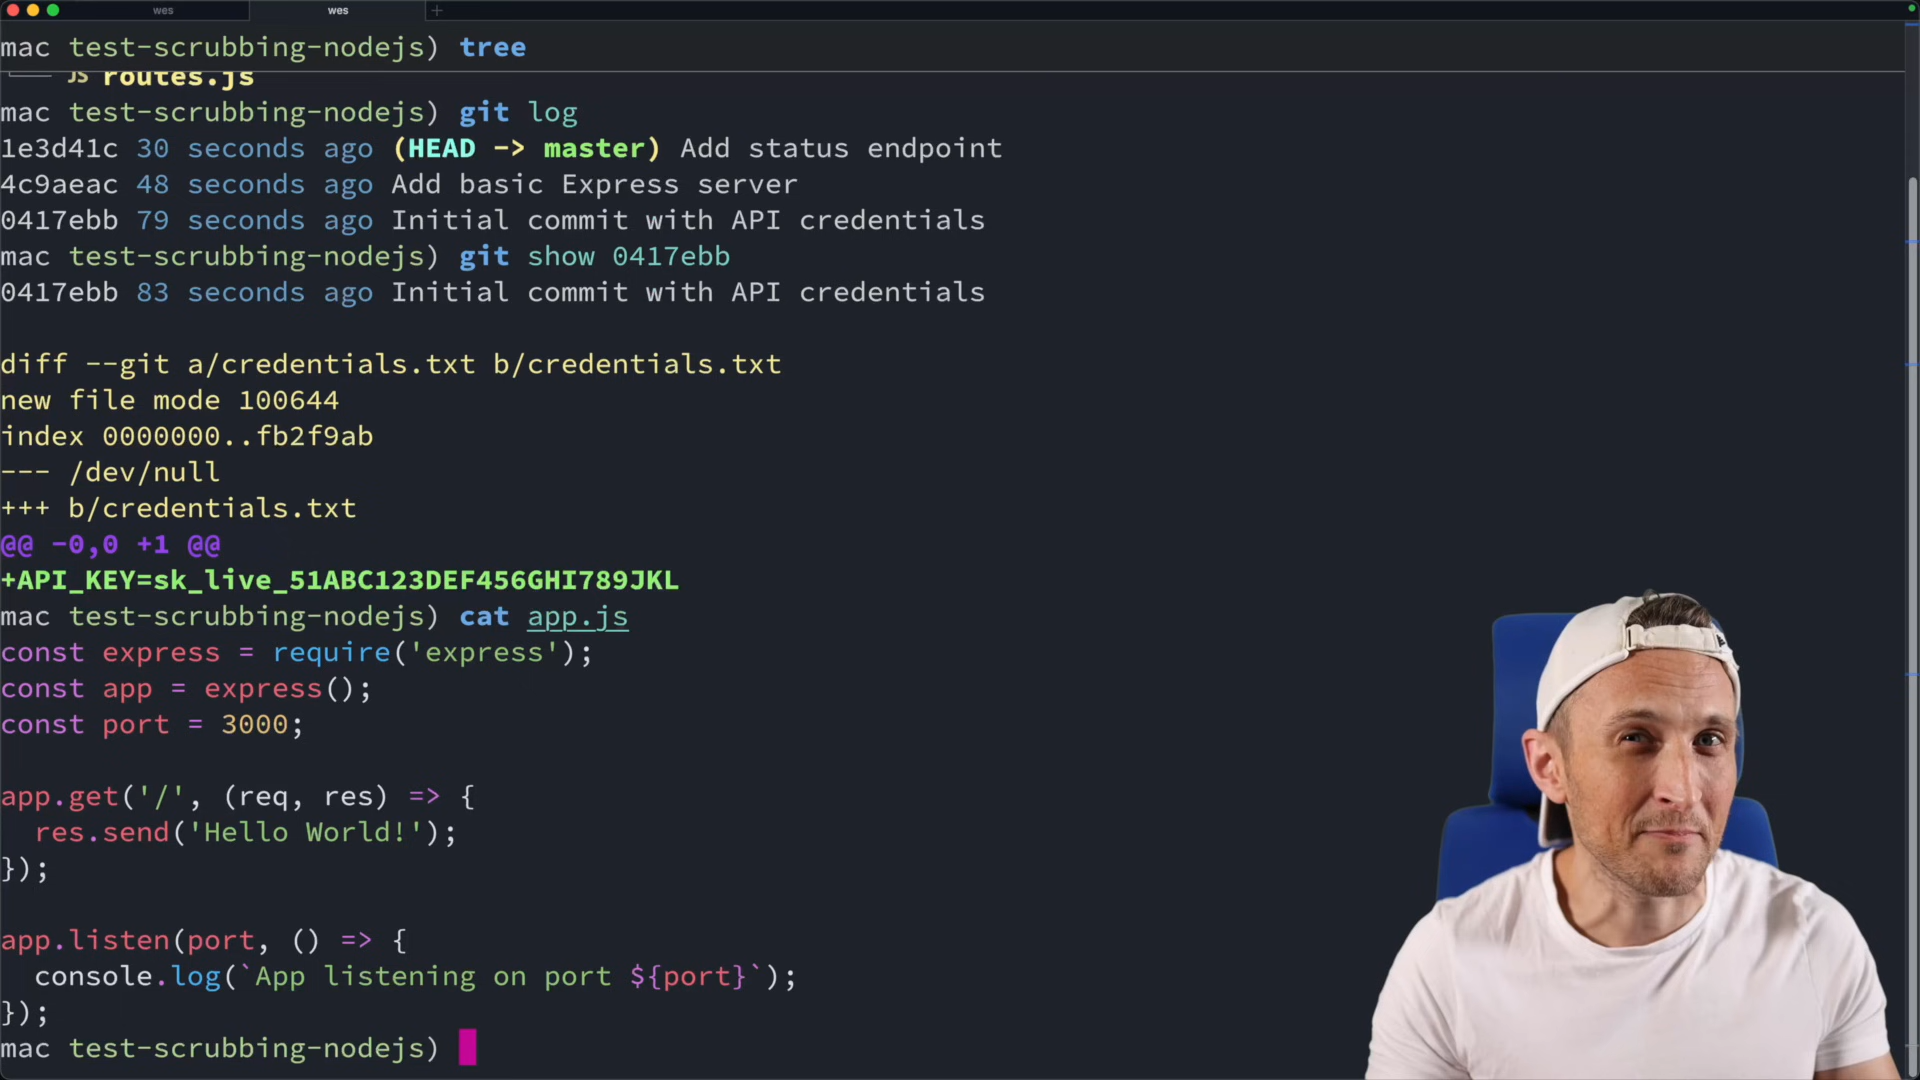 wes
wes
mac test-scrubbing-nodejs) tree
JS routes.js
mac test-scrubbing-nodejs) git log
1e3d41c 30 seconds ago (HEAD -> master) Add status endpoint
4c9aeac 48 seconds ago Add basic Express server
0417ebb 79 seconds ago Initial commit with API credentials
mac test-scrubbing-nodejs) git show 0417ebb
0417ebb 83 seconds ago Initial commit with API credentials
diff --git a/credentials.txt b/credentials.txt
new file mode 100644
index 0000000..fb2f9ab
--- /dev/null
+++ b/credentials.txt
@@ -0,0 +1 @@
+API_KEY=sk_live_51ABC123DEF456GHI789JKL
mac test-scrubbing-nodejs) cat app.js
const express = require('express');
const app = express();
const port = 3000;
app.get('/', (req, res) => {
  res.send('Hello World!');
});
app.listen(port, () => {
  console.log(`App listening on port ${port}`);
});
mac test-scrubbing-nodejs)